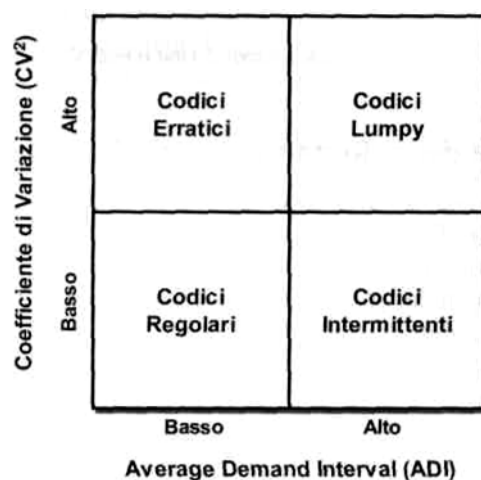 Coefficiente di Variazione (CV²)
Alto
Basso
Codici
Erratici
Codici
Lumpy
Codici
Regolari
Codici
Intermittenti
Basso
Alto
Average Demand Interval (ADI)